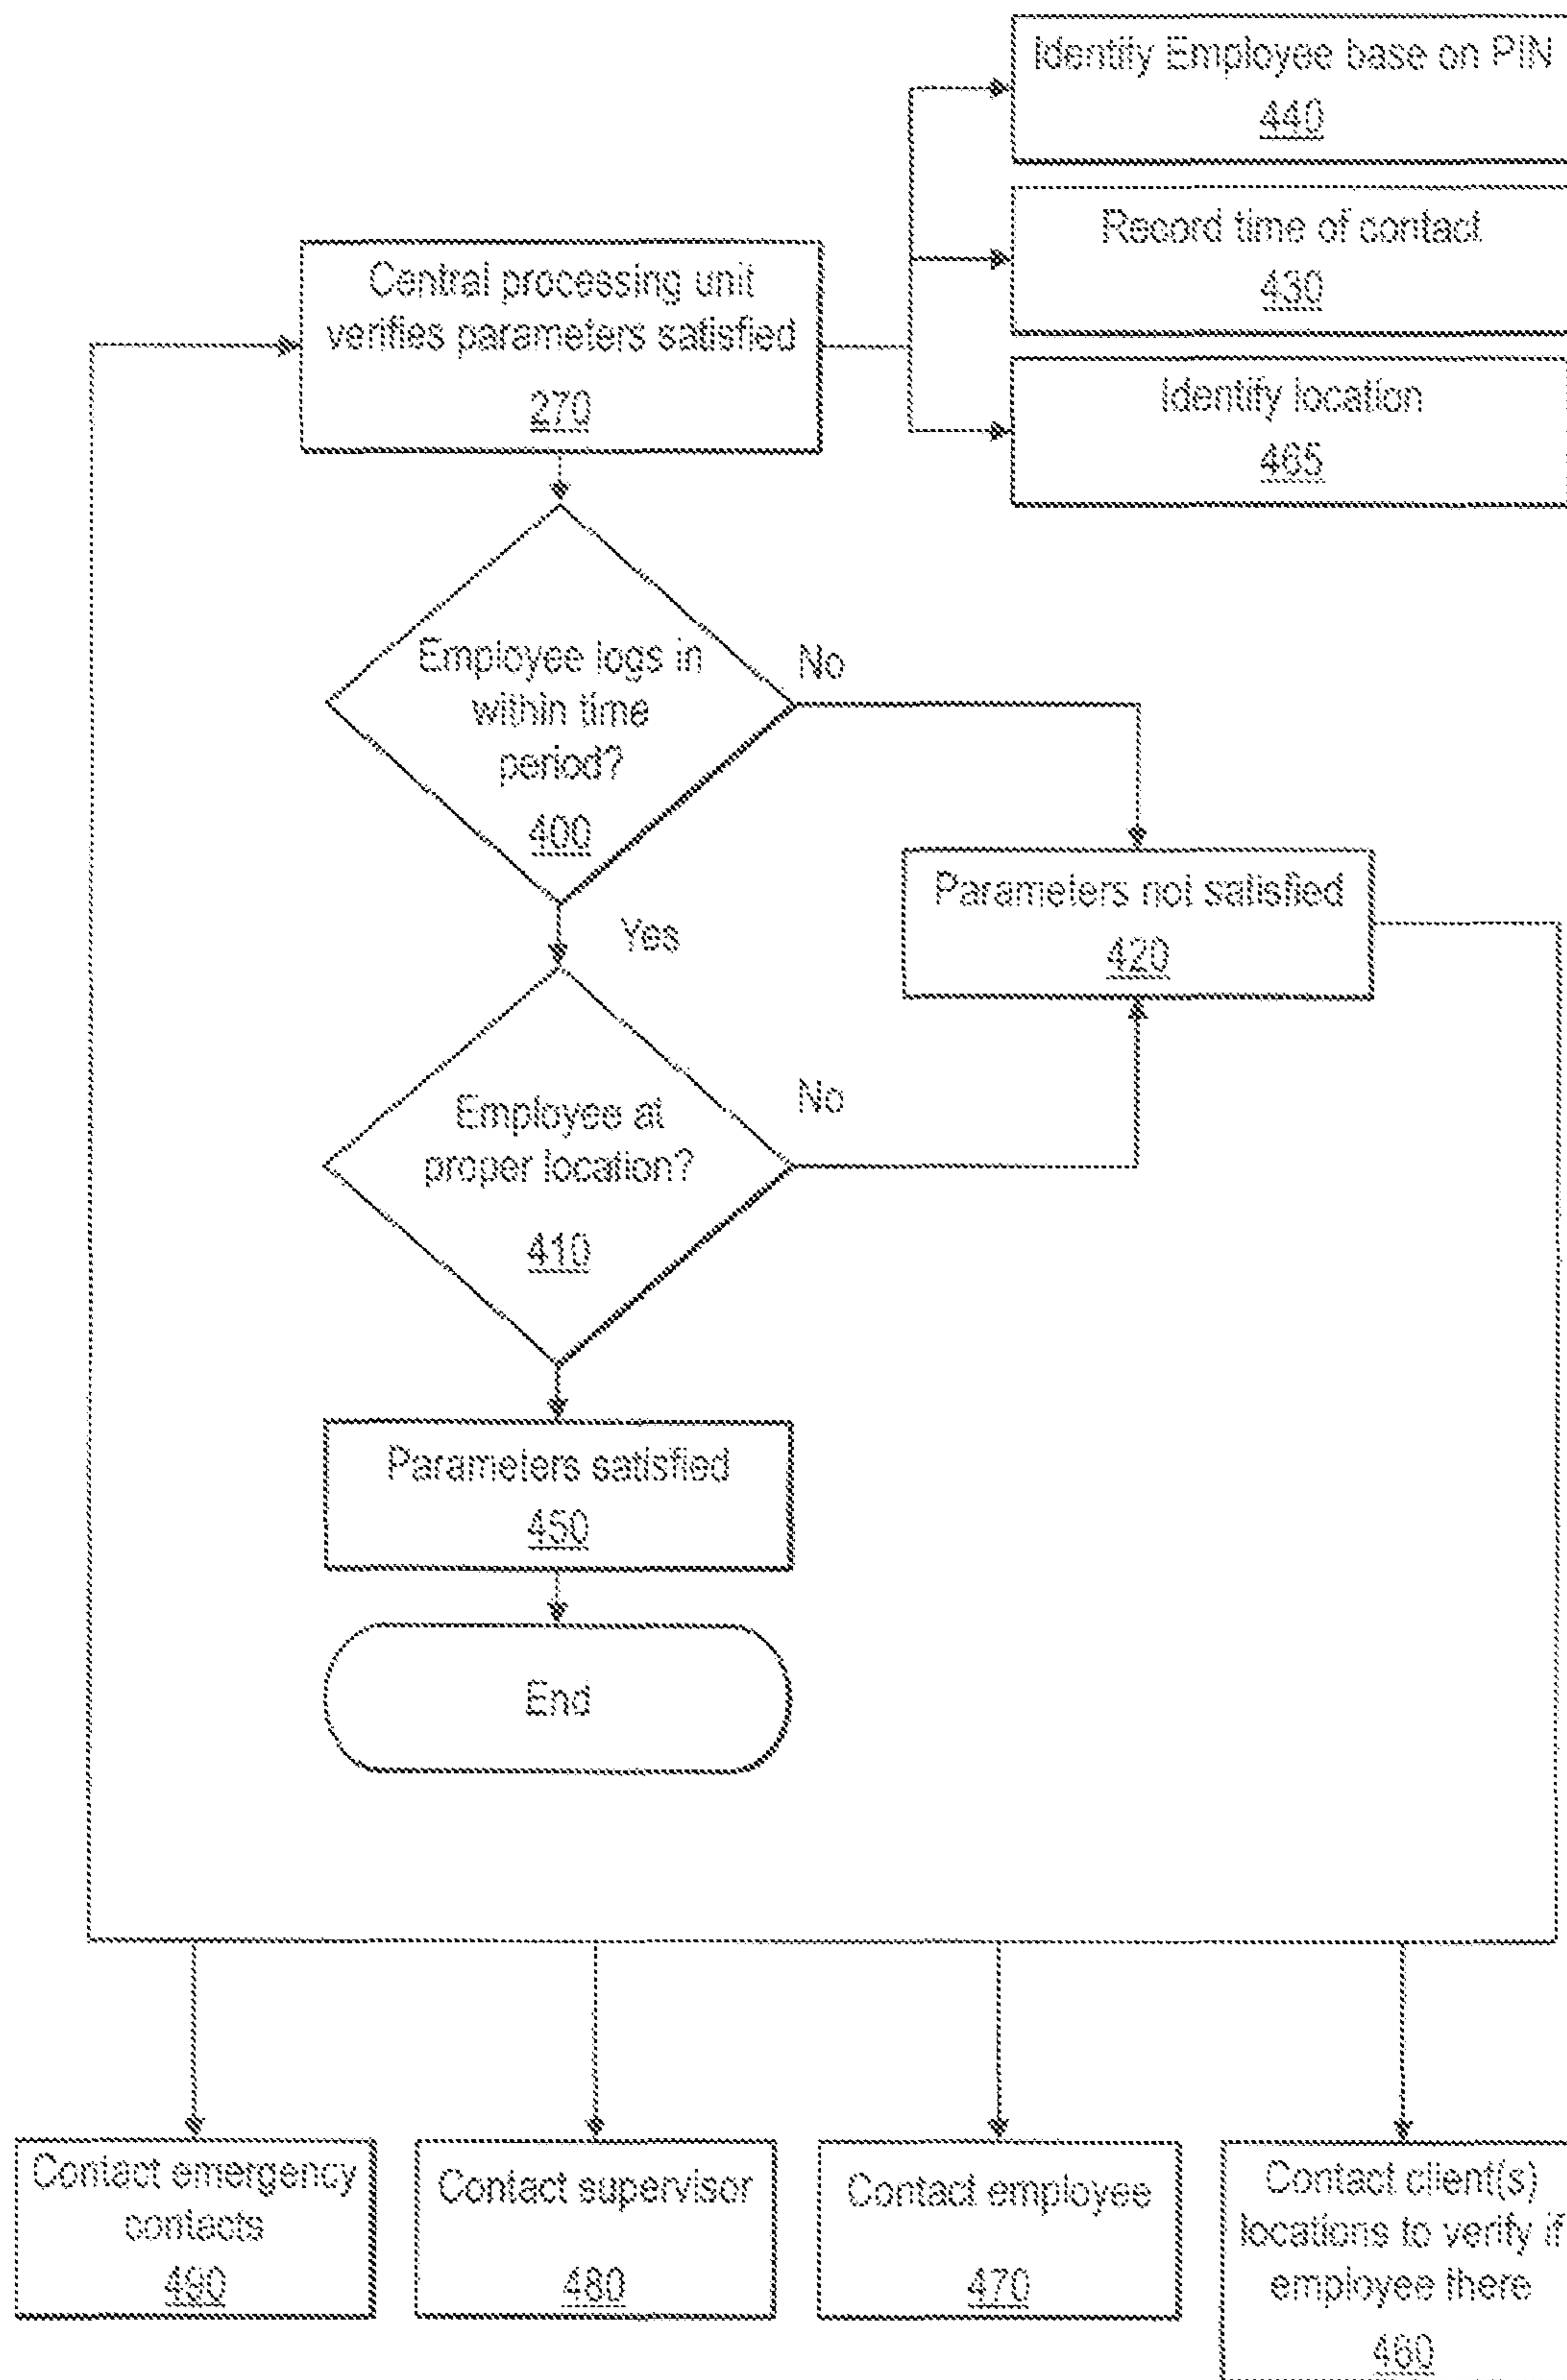 Identify Employee base on PIN
440
Record time of contact
430
Central processing unit
verifies parameters satisfied
270
Identify location
465
Employee logs in
within time
period?
400
No
Parameters not satisfied
420
Yes
Employee at
proper location?
410
No
Parameters satisfied
450
End
Contact emergency
contacts
490
Contact supervisor
480
Contact employee
470
Contact client(s)
locations to verify if
employee there
460